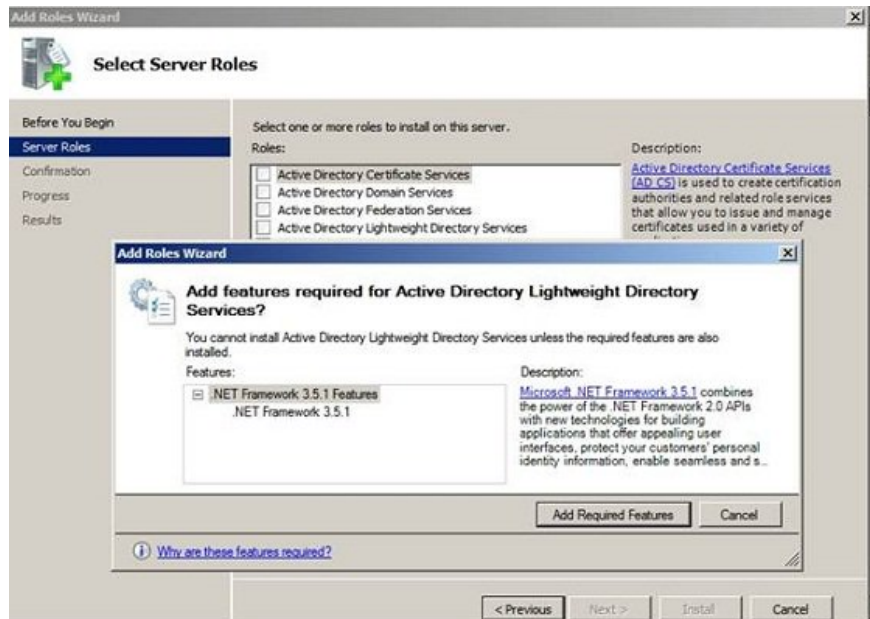 Add Roles Wizard
Select Server Roles
Before You Begin
Server Roles
Confirmation
Progress
Results
Select one or more roles to install on this server.
Roles:
Active Directory Certificate Services
Active Directory Domain Services
Active Directory Federation Services
Active Directory Lightweight Directory Services
Description:
Active Directory Certificate Services
(AD CS) is used to create certification
authorities and related role services
that allow you to issue and manage
certificates used in a variety of
Add Roles Wizard
Add features required for Active Directory Lightweight Directory
Services?
You cannot install Active Directory Lightweight Directory Services unless the required features are also
installed.
Features:
.NET Framework 3.5.1 Features
.NET Framework 3.5.1
Description:
Microsoft .NET Framework 3.5.1 combines
the power of the .NET Framework 2.0 APIs
with new technologies for building
applications that offer appealing user
interfaces, protect your customers' personal
identity information, enable seamless and s...
Add Required Features
Cancel
Why are these features required?
< Previous
Next >
Install
Cancel